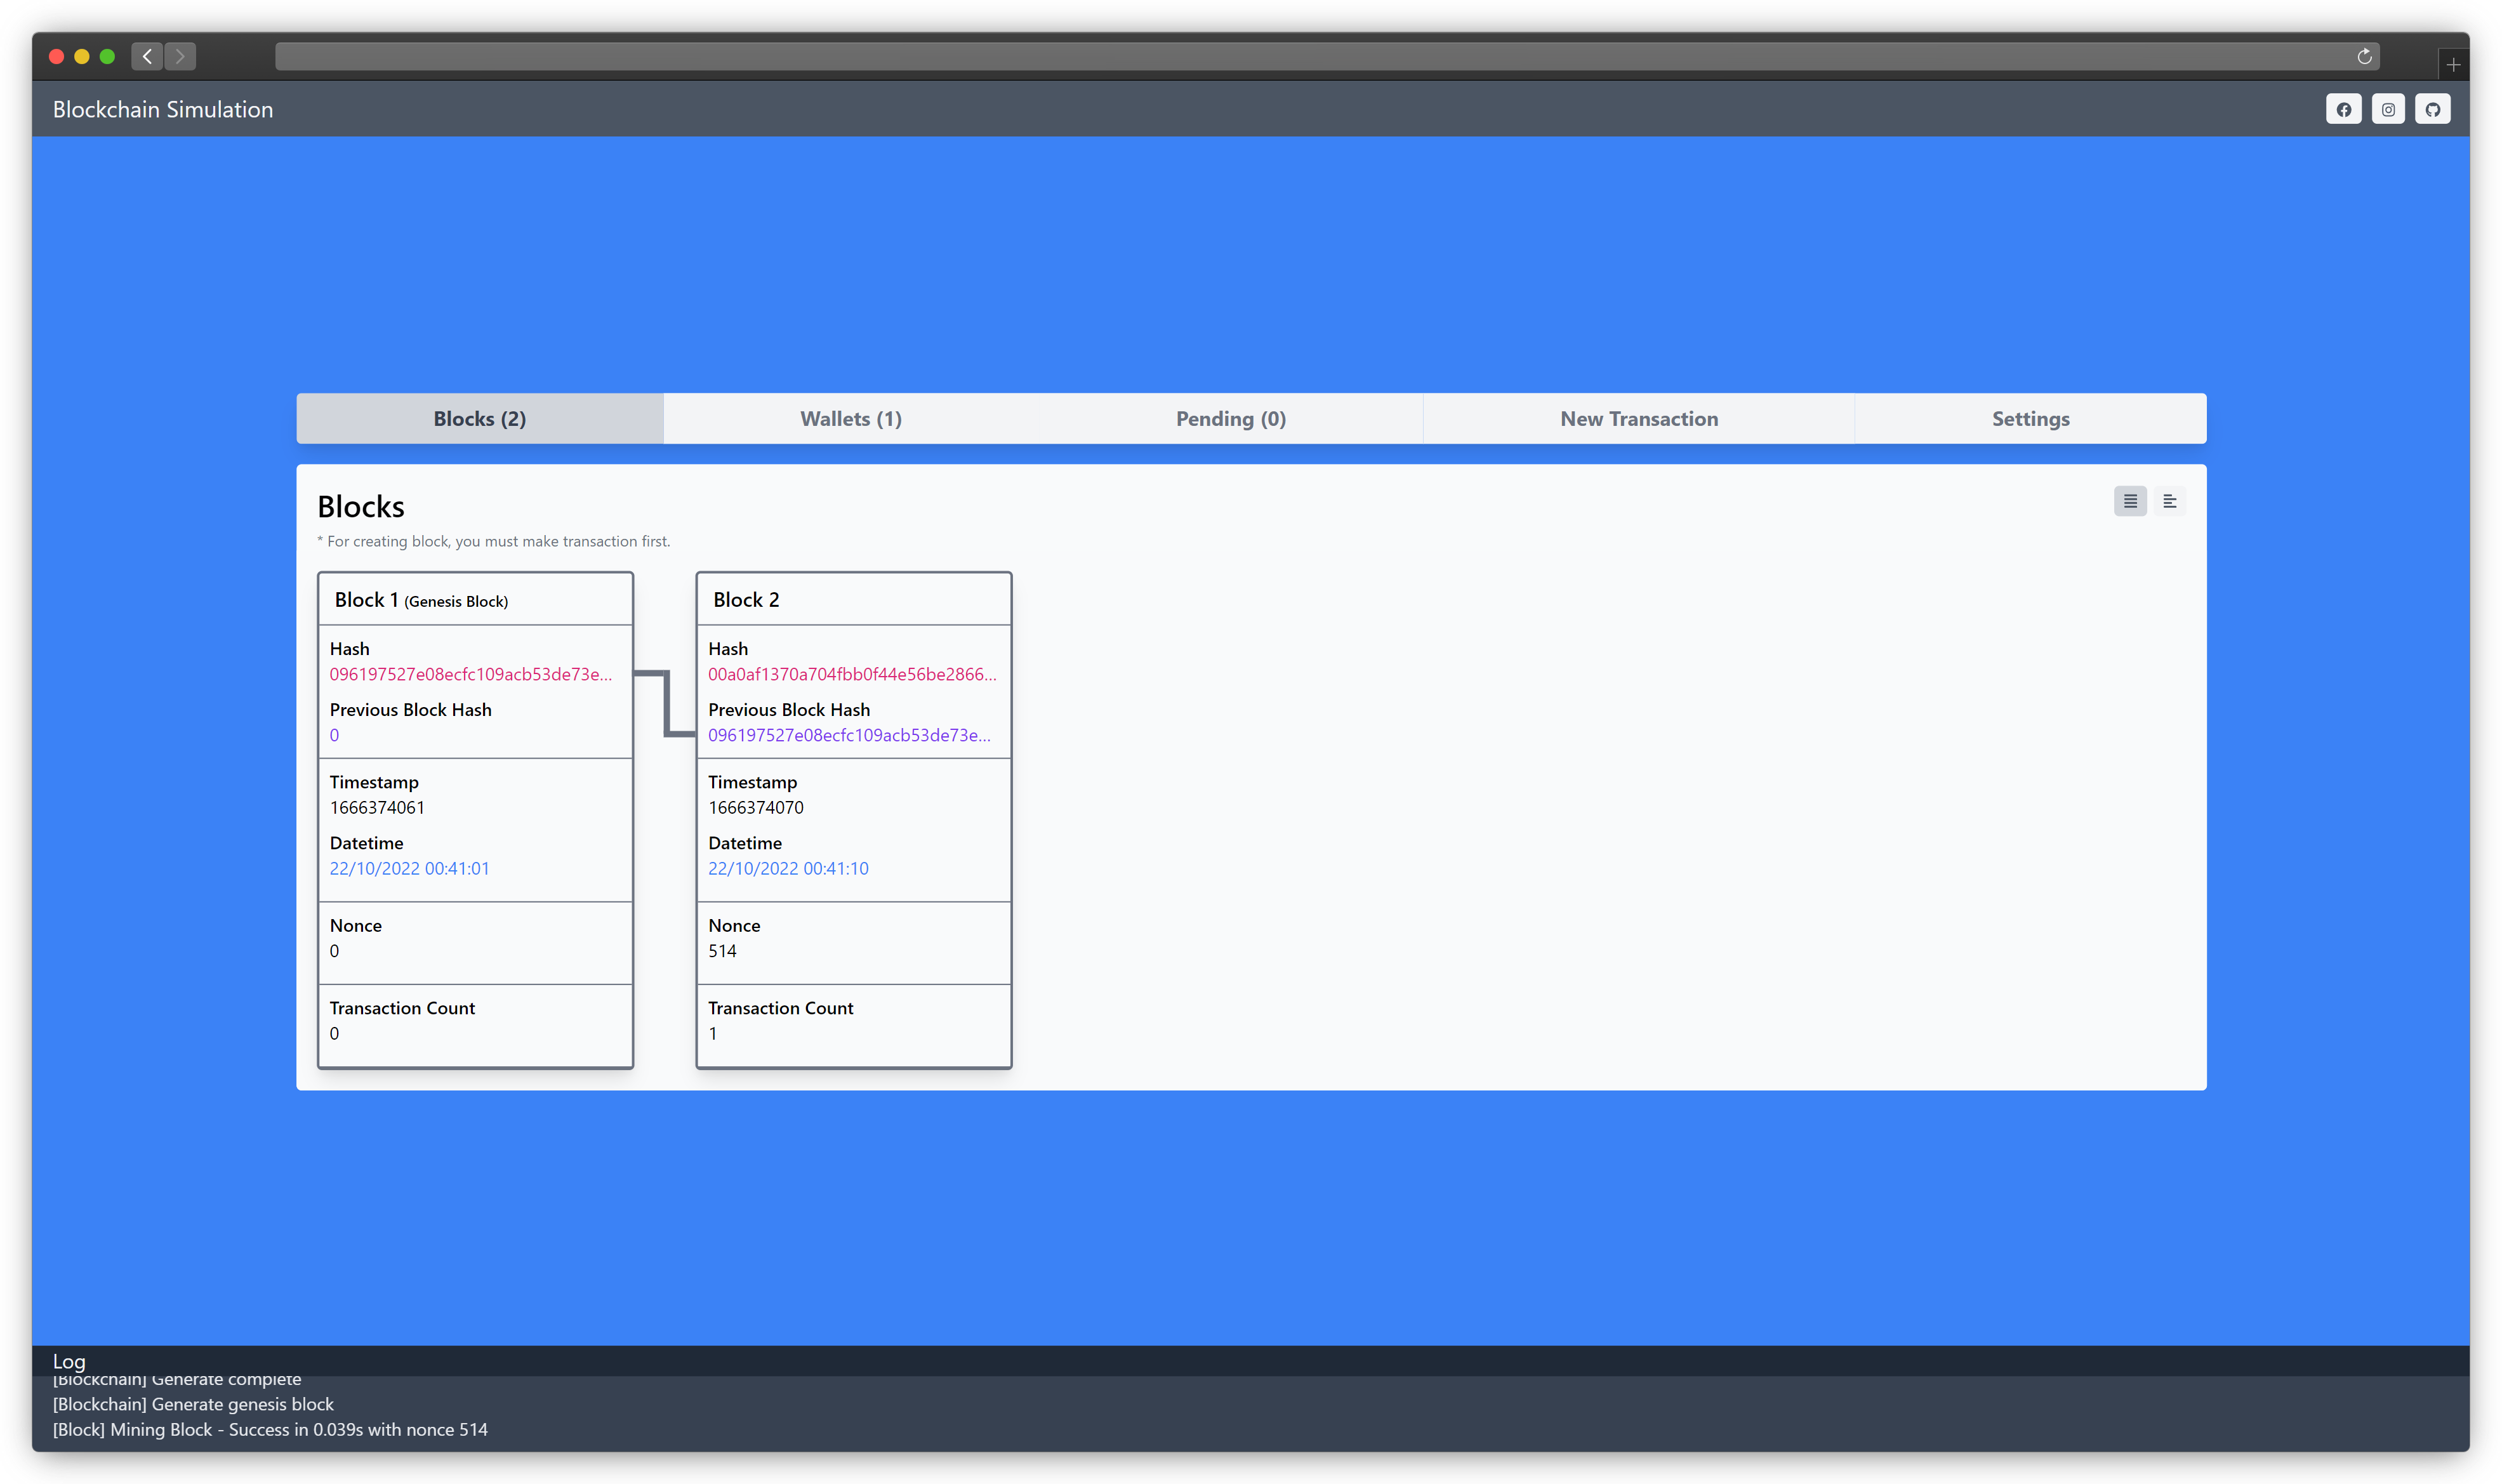 Blockchain Simulation
Blocks (2)
Wallets (1)
Pending (0)
New Transaction
Settings
Blocks
* For creating block, you must make transaction first.
Block 1 (Genesis Block)
Hash
096197527e08ecfc109acb53de73e...
Previous Block Hash
0
Timestamp
1666374061
Datetime
22/10/2022 00:41:01
Nonce
0
Transaction Count
0
Block 2
Hash
00a0af1370a704fbb0f44e56be2866...
Previous Block Hash
096197527e08ecfc109acb53de73e...
Timestamp
1666374070
Datetime
22/10/2022 00:41:10
Nonce
514
Transaction Count
1
Log
[Blockchain] Generate complete
[Blockchain] Generate genesis block
[Block] Mining Block - Success in 0.039s with nonce 514